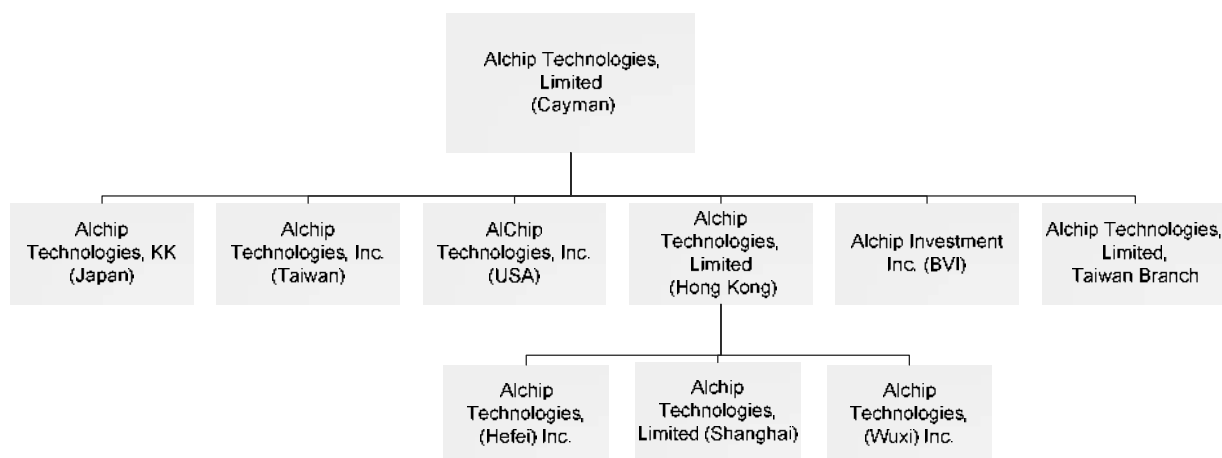 Alchip Technologies,
Limited
(Cayman)
Alchip
Technologies, KK
(Japan)
Alchip
Technologies, Inc.
(Taiwan)
AlChip
Technologies, Inc.
(USA)
Alchip
Technologies,
Limited
(Hong Kong)
Alchip Investment
Inc. (BVI)
Alchip Technologies,
Limited,
Taiwan Branch
Alchip
Technologies,
(Hefei) Inc.
Alchip
Technologies,
Limited (Shanghai)
Alchip
Technologies,
(Wuxi) Inc.